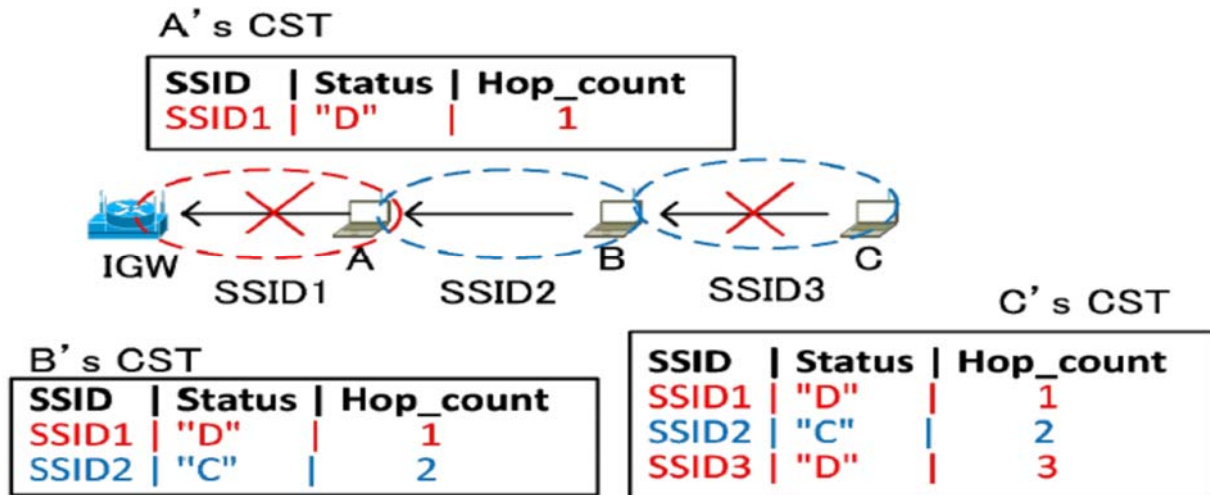 A's CST
SSID | Status | Hop_count
SSID1 | "D" | 1
IGW
A
B
C
SSID1
SSID2
SSID3
C's CST
B's CST
SSID | Status | Hop_count
SSID1 | "D" | 1
SSID2 | "C" | 2
SSID | Status | Hop_count
SSID1 | "D" | 1
SSID2 | "C" | 2
SSID3 | "D" | 3